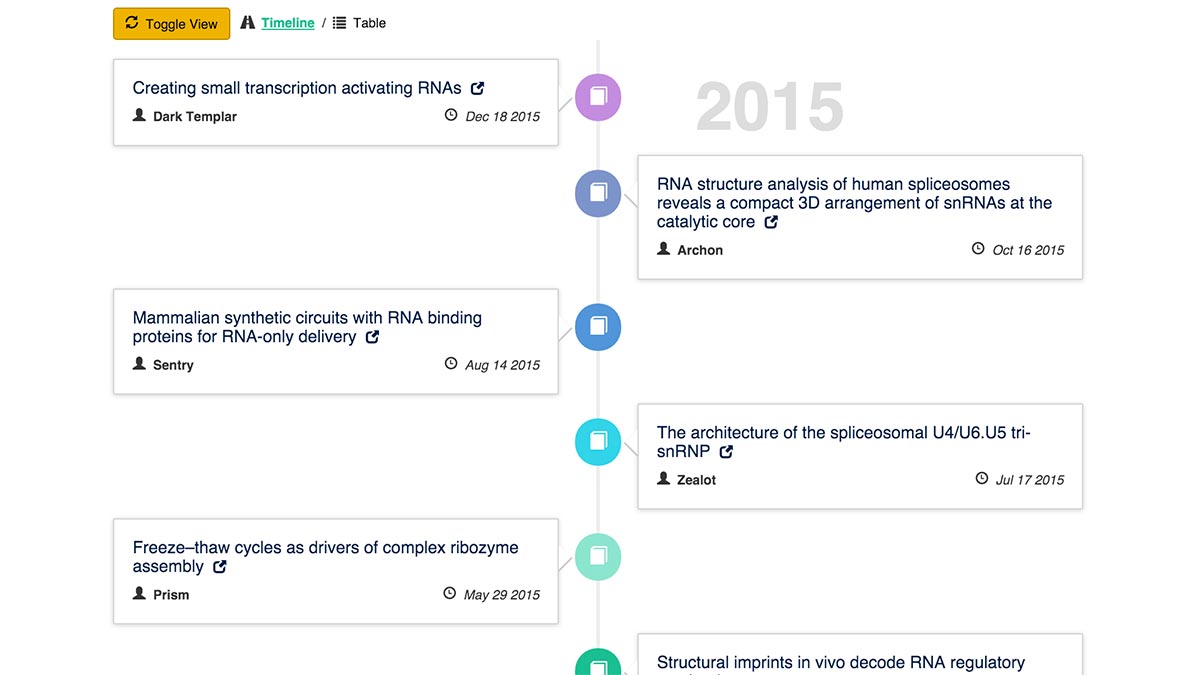 Toggle View Timeline / Table
Creating small transcription activating RNAs
Dark Templar Dec 18 2015
2015
RNA structure analysis of human spliceosomes
reveals a compact 3D arrangement of snRNAs at the
catalytic core
Archon Oct 16 2015
Mammalian synthetic circuits with RNA binding
proteins for RNA-only delivery
Sentry Aug 14 2015
The architecture of the spliceosomal U4/U6.U5 tri-
snRNP
Zealot Jul 17 2015
Freeze–thaw cycles as drivers of complex ribozyme
assembly
Prism May 29 2015
Structural imprints in vivo decode RNA regulatory